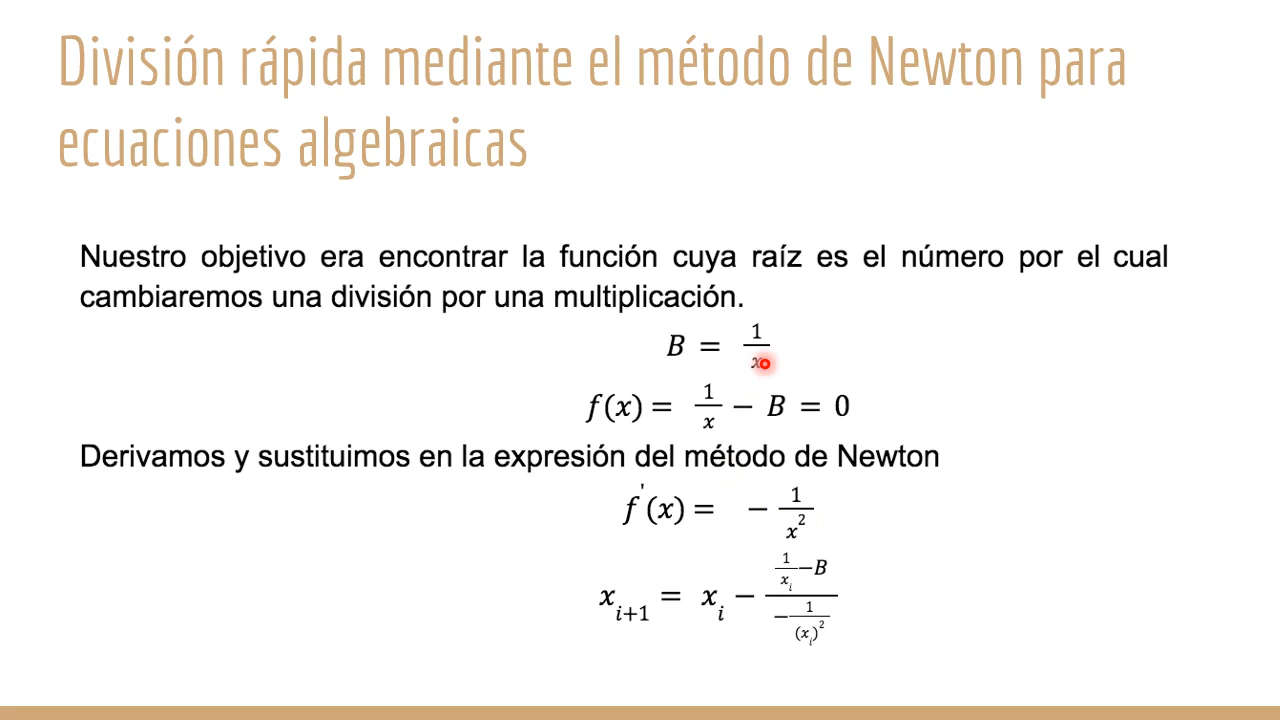 División rápida mediante el método de Newton para
ecuaciones algebraicas
Nuestro objetivo era encontrar la función cuya raíz es el número por el cual
cambiaremos una división por una multiplicación.
B = 1/x
f(x) = 1/x − B = 0
Derivamos y sustituimos en la expresión del método de Newton
f'(x) = − 1/x²
x_{i+1} = x_i − (1/x_i − B)/(− 1/(x_i)²)